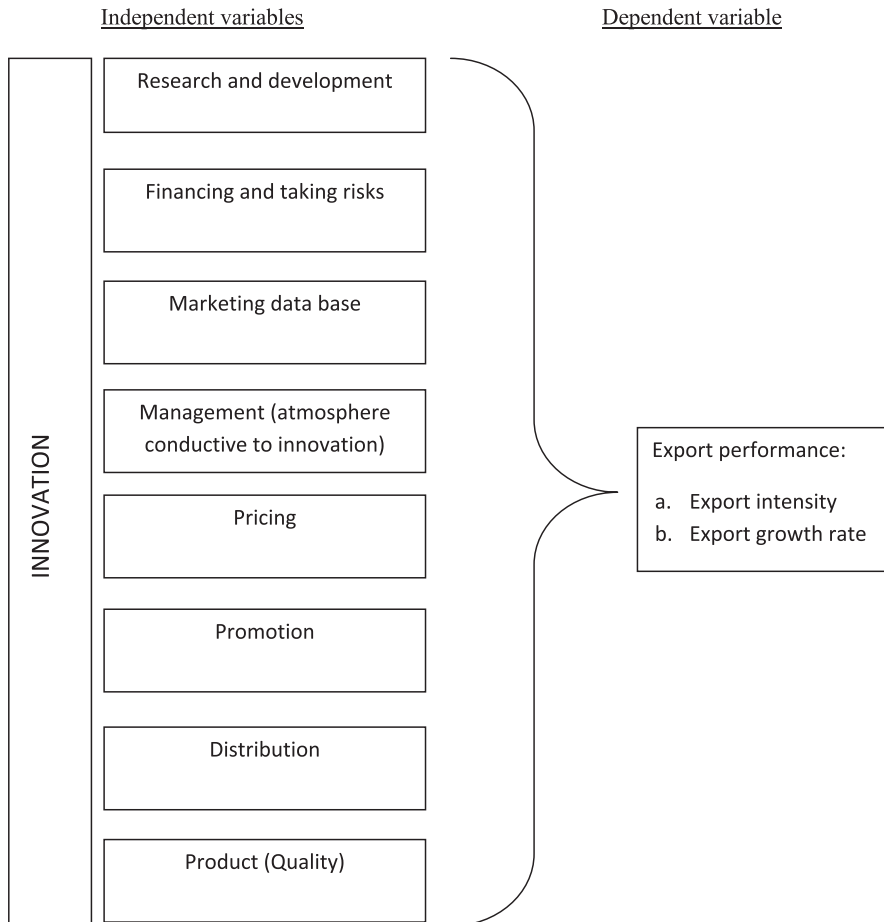 Independent variables
Dependent variable
INNOVATION
Research and development
Financing and taking risks
Marketing data base
Management (atmosphere
conductive to innovation)
Pricing
Promotion
Distribution
Product (Quality)
Export performance:
a. Export intensity
b. Export growth rate